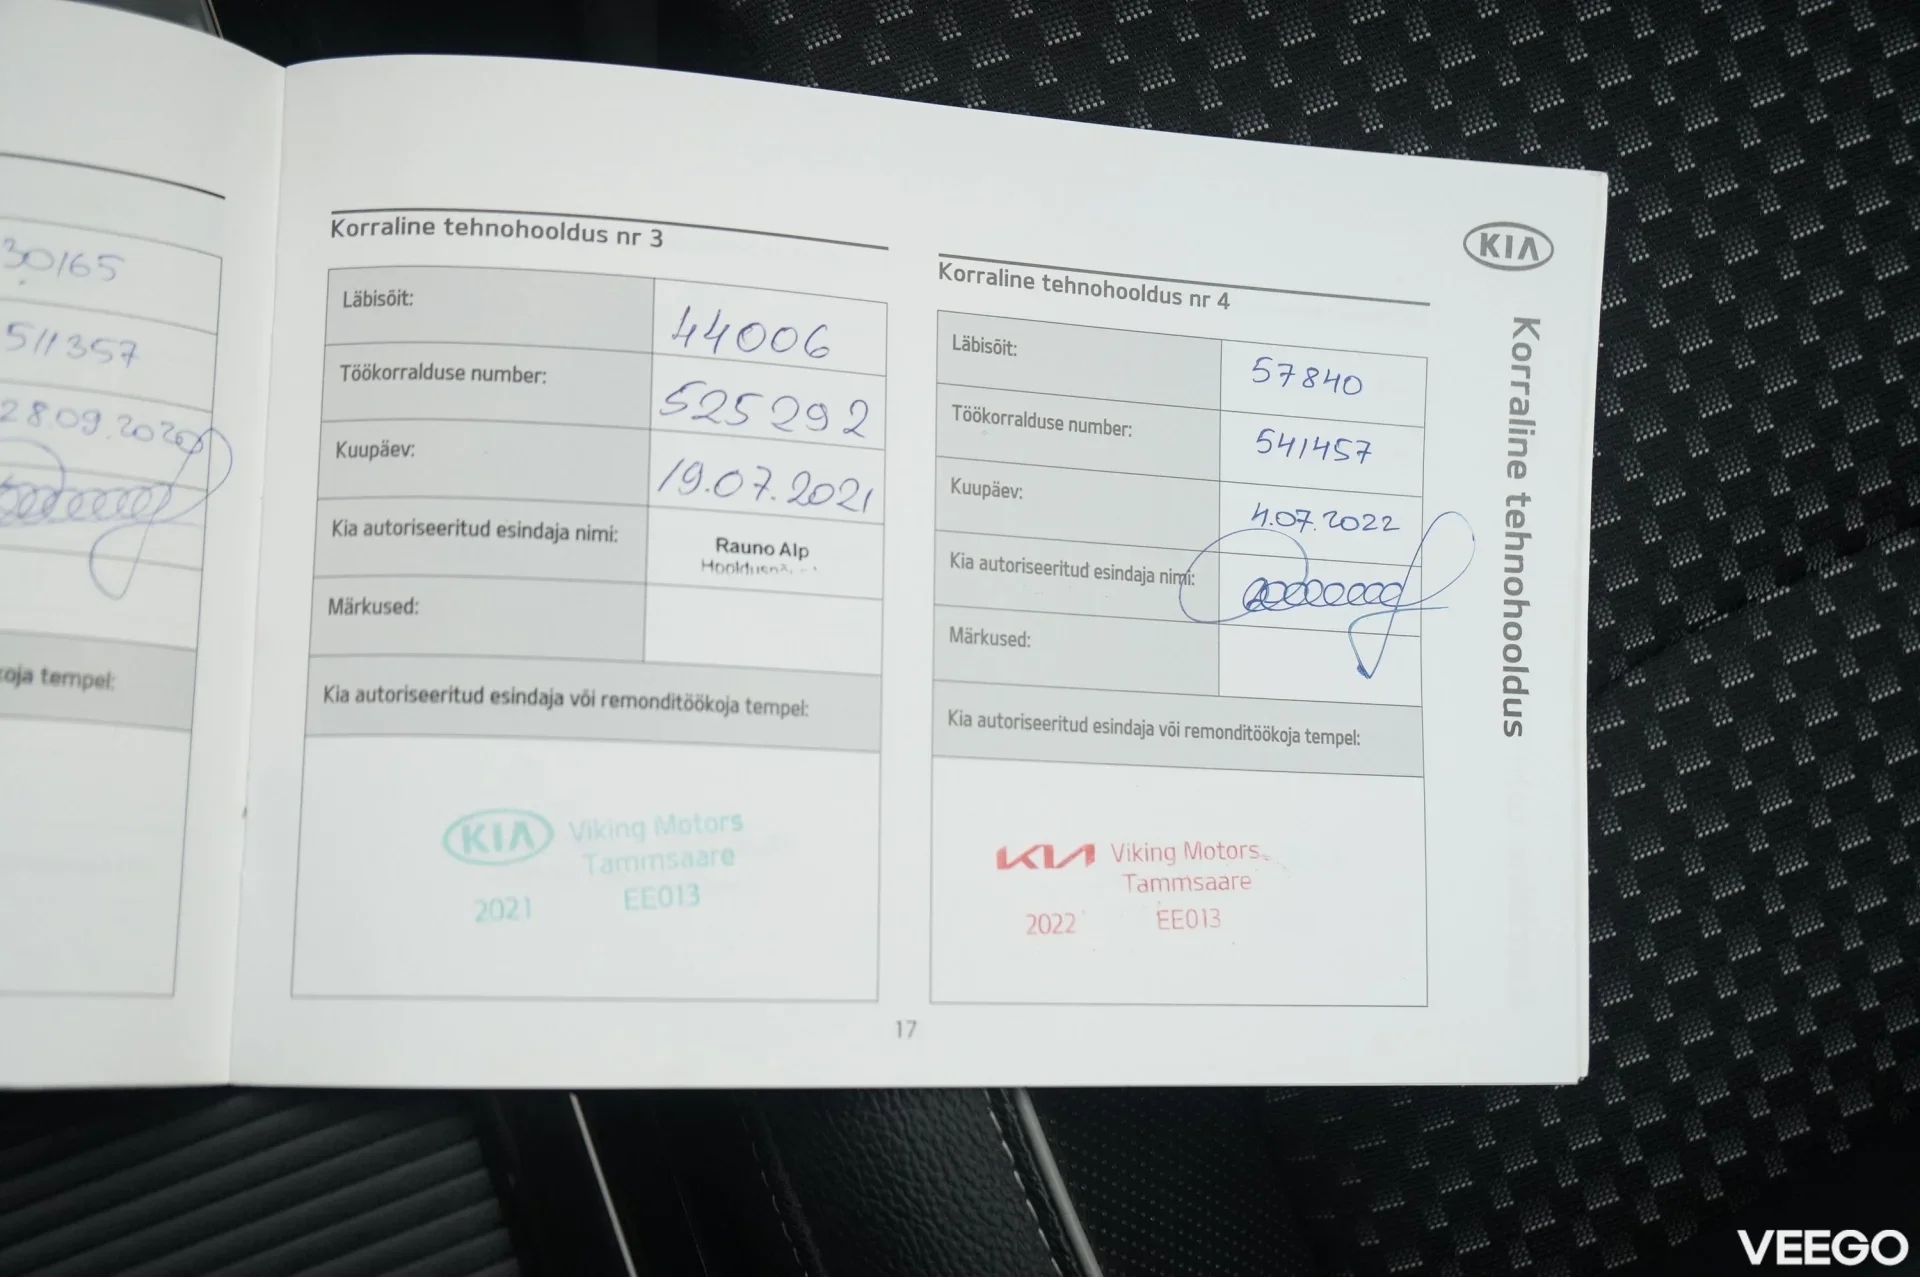 30165
511357
28.09.2020
koja tempel:
Korraline tehnohooldus nr 3
Läbisõit:
44006
Töökorralduse number:
525292
Kuupäev:
19.07.2021
Kia autoriseeritud esindaja nimi:
Rauno Alp
Märkused:
Kia autoriseeritud esindaja või remonditöökoja tempel:
KIA Viking Motors
Tammsaare
2021 EE013
Korraline tehnohooldus nr 4
Läbisõit:
57840
Töökorralduse number:
541457
Kuupäev:
4.07.2022
Kia autoriseeritud esindaja nimi:
Märkused:
Kia autoriseeritud esindaja või remonditöökoja tempel:
KIA Viking Motors
Tammsaare
2022 EE013
KIA
Korraline tehnohooldus
17
VEEGO